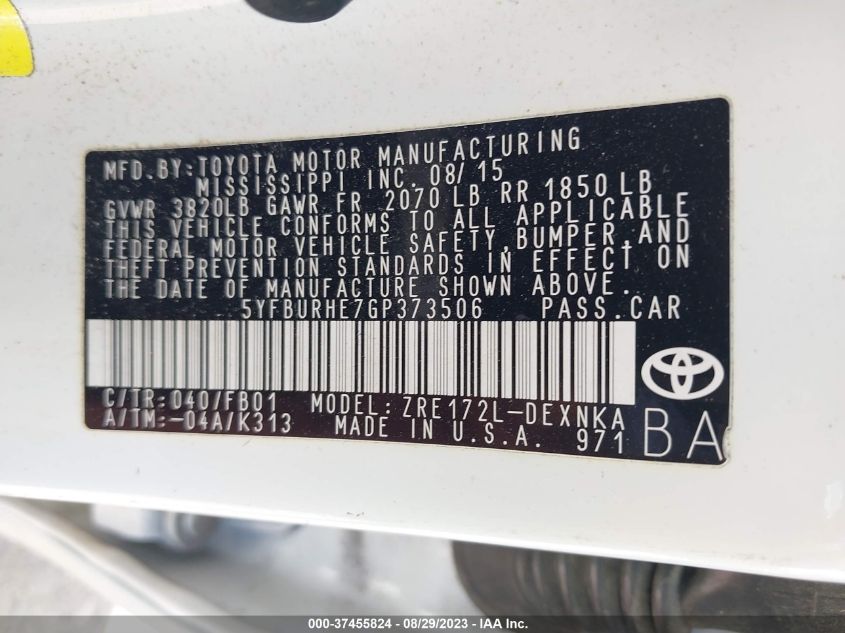 MFD.BY:TOYOTA MOTOR MANUFACTURING
MISSISSIPPI INC. 08/15
GVWR 3820LB GAWR FR 2070 LB RR 1850 LB
THIS VEHICLE CONFORMS TO ALL APPLICABLE
FEDERAL MOTOR VEHICLE SAFETY,BUMPER,AND
THEFT PREVENTION STANDARDS IN EFFECT ON
THE DATE OF MANUFACTURE SHOWN ABOVE.
5YFBURHE7GP373506 PASS.CAR
C/TR:040/FB01 MODEL:ZRE172L-DEXNKA
A/TM:-04A/K313 MADE IN U.S.A. 971
BA
000-37455824 | 08/29/2023 | IAA Inc.